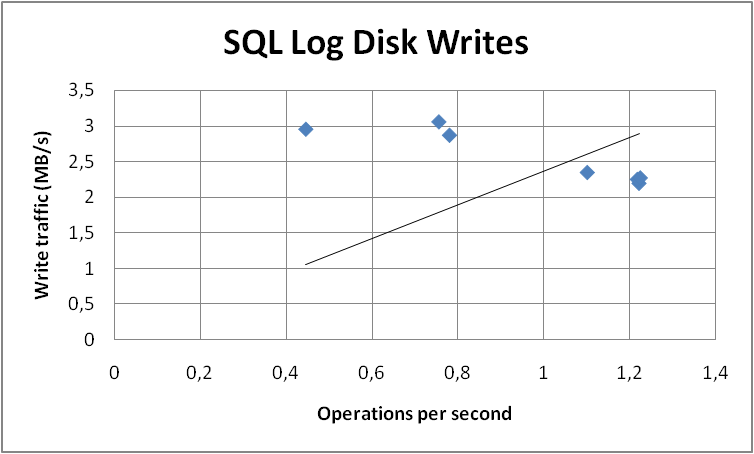 SQL Log Disk Writes
Write traffic (MB/s)
3,5
3
2,5
2
1,5
1
0,5
0
0 0,2 0,4 0,6 0,8 1 1,2 1,4
Operations per second